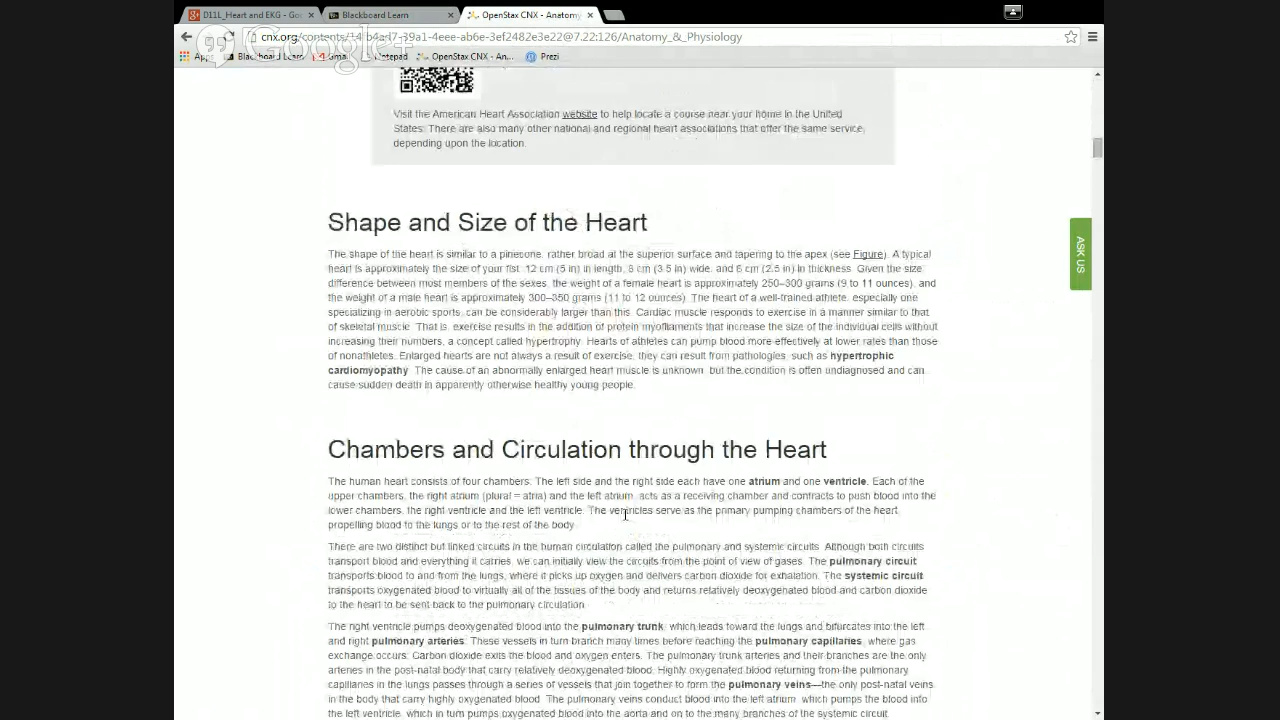 D11L_Heart and EKG - Go
Blackboard Learn
OpenStax CNX - Anatomy
cnx.org/contents/14fb4ad7-39a1-4eee-ab6e-3ef2482e3e22@7.22:126/Anatomy_&_Physiology
Google+
Apps
Blackboard Learn
Gmail
Notepad
OpenStax CNX - An...
Prezi
Visit the American Heart Association website to help locate a course near your home in the United
States. There are also many other national and regional heart associations that offer the same service,
depending upon the location.
Shape and Size of the Heart
The shape of the heart is similar to a pinecone, rather broad at the superior surface and tapering to the apex (see Figure). A typical
heart is approximately the size of your fist: 12 cm (5 in) in length, 8 cm (3.5 in) wide, and 6 cm (2.5 in) in thickness. Given the size
difference between most members of the sexes, the weight of a female heart is approximately 250–300 grams (9 to 11 ounces), and
the weight of a male heart is approximately 300–350 grams (11 to 12 ounces). The heart of a well-trained athlete, especially one
specializing in aerobic sports, can be considerably larger than this. Cardiac muscle responds to exercise in a manner similar to that
of skeletal muscle. That is, exercise results in the addition of protein myofilaments that increase the size of the individual cells without
increasing their numbers, a concept called hypertrophy. Hearts of athletes can pump blood more effectively at lower rates than those
of nonathletes. Enlarged hearts are not always a result of exercise; they can result from pathologies, such as hypertrophic
cardiomyopathy. The cause of an abnormally enlarged heart muscle is unknown, but the condition is often undiagnosed and can
cause sudden death in apparently otherwise healthy young people.
ASK US
Chambers and Circulation through the Heart
The human heart consists of four chambers: The left side and the right side each have one atrium and one ventricle. Each of the
upper chambers, the right atrium (plural = atria) and the left atrium, acts as a receiving chamber and contracts to push blood into the
lower chambers, the right ventricle and the left ventricle. The ventricles serve as the primary pumping chambers of the heart,
propelling blood to the lungs or to the rest of the body.
There are two distinct but linked circuits in the human circulation called the pulmonary and systemic circuits. Although both circuits
transport blood and everything it carries, we can initially view the circuits from the point of view of gases. The pulmonary circuit
transports blood to and from the lungs, where it picks up oxygen and delivers carbon dioxide for exhalation. The systemic circuit
transports oxygenated blood to virtually all of the tissues of the body and returns relatively deoxygenated blood and carbon dioxide
to the heart to be sent back to the pulmonary circulation.
The right ventricle pumps deoxygenated blood into the pulmonary trunk, which leads toward the lungs and bifurcates into the left
and right pulmonary arteries. These vessels in turn branch many times before reaching the pulmonary capillaries, where gas
exchange occurs: Carbon dioxide exits the blood and oxygen enters. The pulmonary trunk arteries and their branches are the only
arteries in the post-natal body that carry relatively deoxygenated blood. Highly oxygenated blood returning from the pulmonary
capillaries in the lungs passes through a series of vessels that join together to form the pulmonary veins—the only post-natal veins
in the body that carry highly oxygenated blood. The pulmonary veins conduct blood into the left atrium, which pumps the blood into
the left ventricle, which in turn pumps oxygenated blood into the aorta and on to the many branches of the systemic circuit.